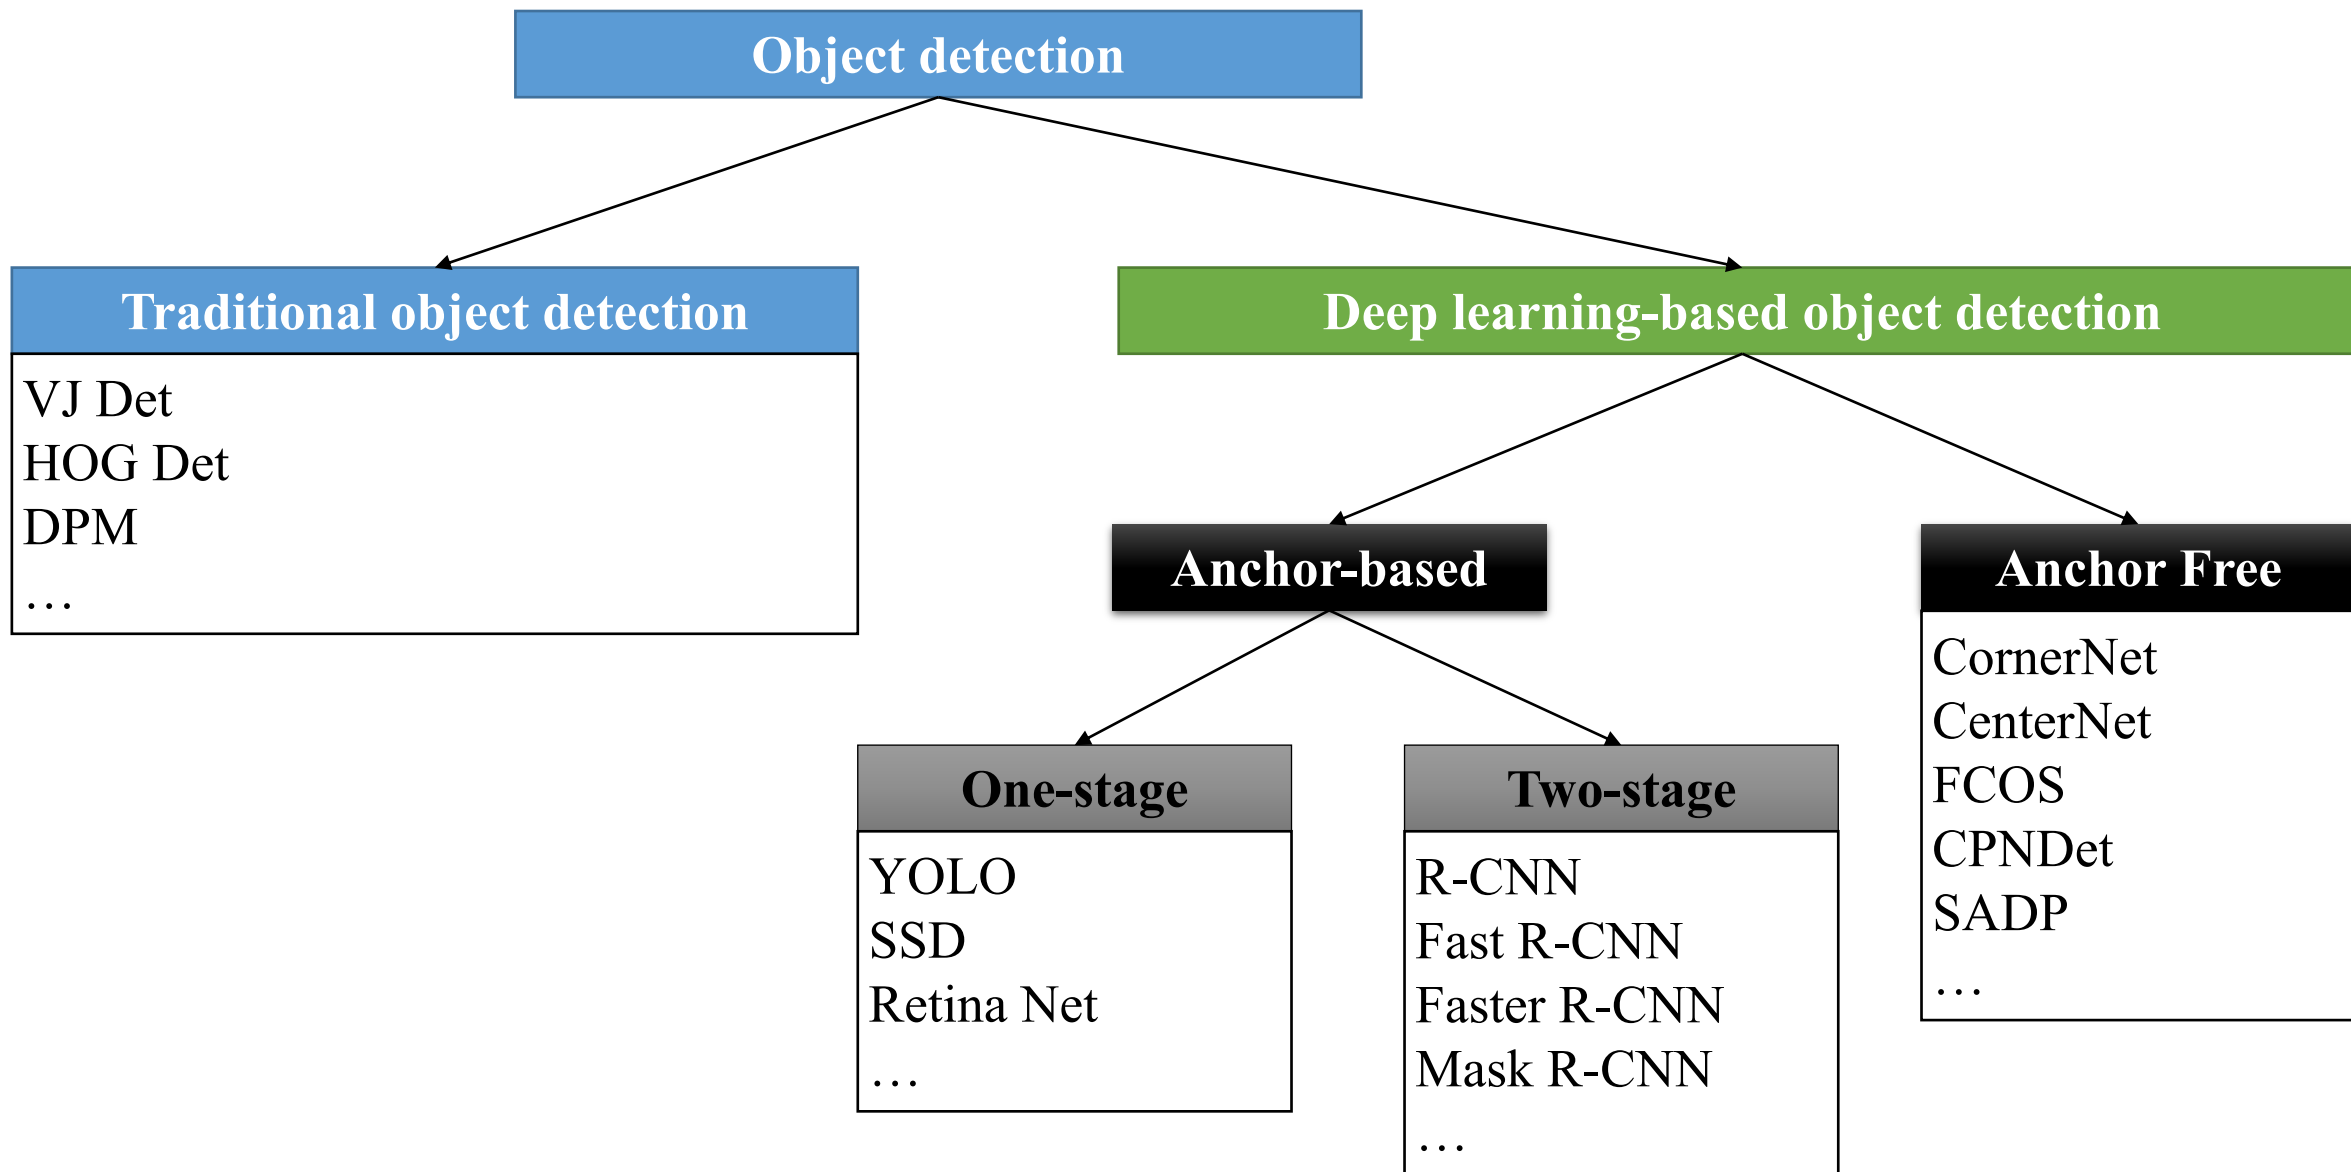 Object detection
Traditional object detection
VJ Det
HOG Det
DPM
…
Deep learning-based object detection
Anchor-based
One-stage
YOLO
SSD
Retina Net
…
Two-stage
R-CNN
Fast R-CNN
Faster R-CNN
Mask R-CNN
…
Anchor Free
CornerNet
CenterNet
FCOS
CPNDet
SADP
…